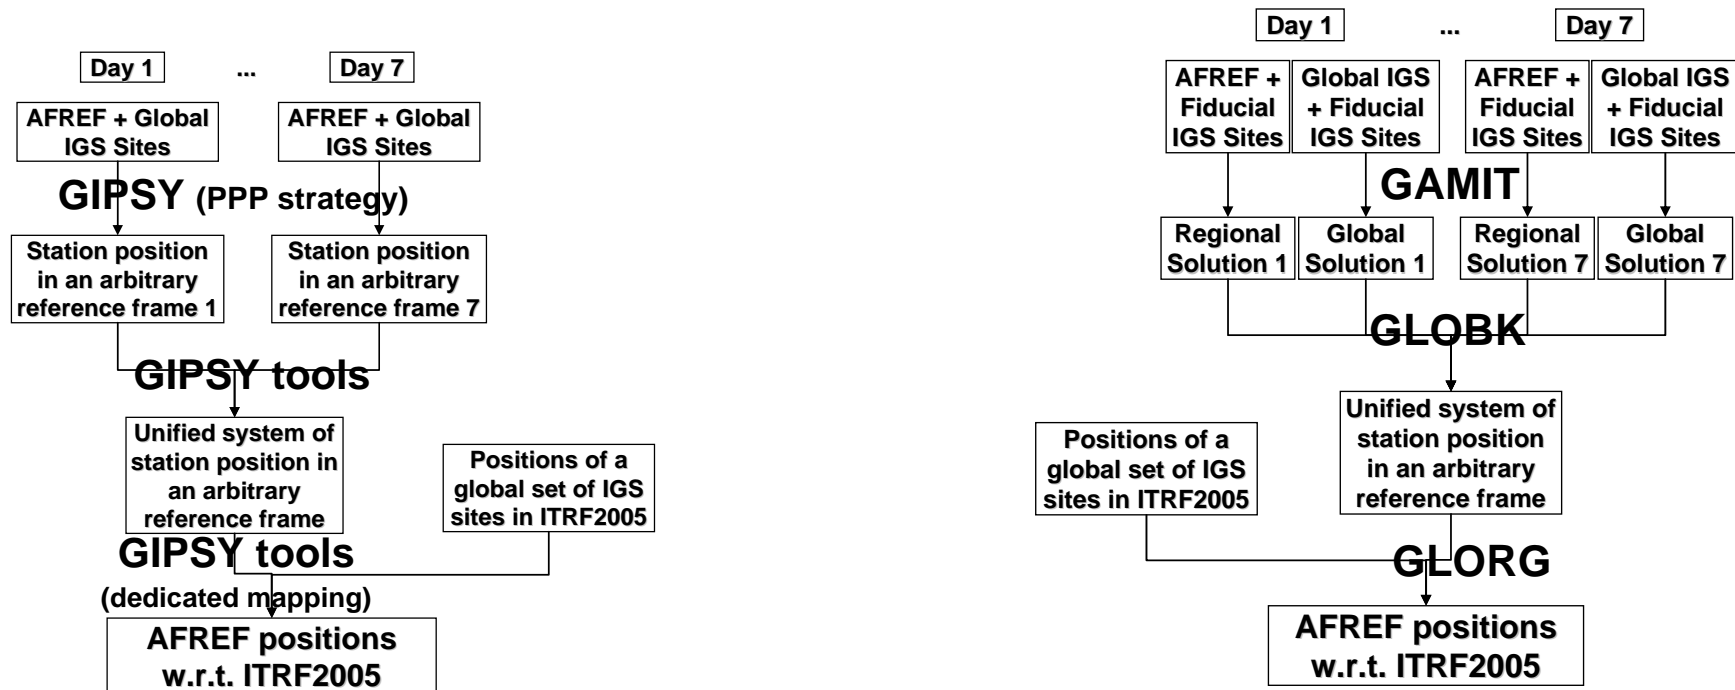 Day 1
...
Day 7
AFREF + Global
IGS Sites
AFREF + Global
IGS Sites
GIPSY (PPP strategy)
Station position
in an arbitrary
reference frame 1
Station position
in an arbitrary
reference frame 7
GIPSY tools
Unified system of
station position in
an arbitrary
reference frame
Positions of a
global set of IGS
sites in ITRF2005
GIPSY tools
(dedicated mapping)
AFREF positions
w.r.t. ITRF2005
Day 1
...
Day 7
AFREF +
Fiducial
IGS Sites
Global IGS
+ Fiducial
IGS Sites
AFREF +
Fiducial
IGS Sites
Global IGS
+ Fiducial
IGS Sites
GAMIT
Regional
Solution 1
Global
Solution 1
Regional
Solution 7
Global
Solution 7
GLOBK
Unified system of
station position
in an arbitrary
reference frame
Positions of a
global set of IGS
sites in ITRF2005
GLORG
AFREF positions
w.r.t. ITRF2005